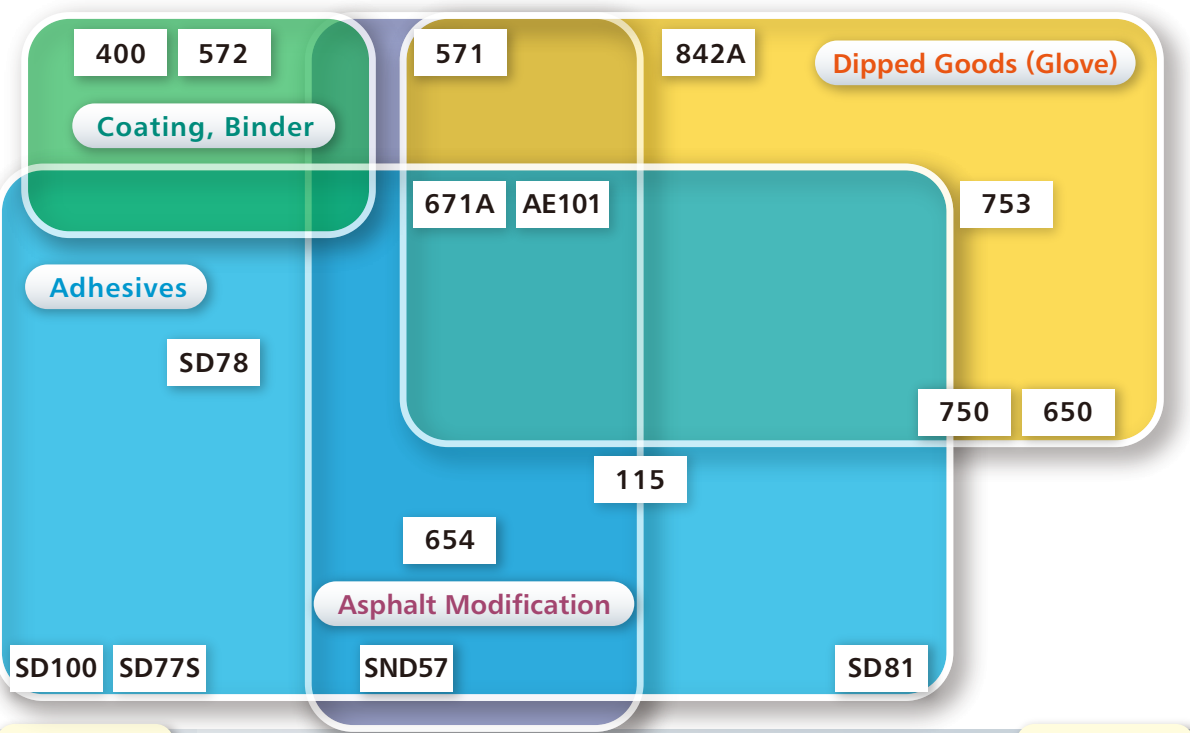 400
572
571
842A
Dipped Goods (Glove)
Coating, Binder
671A
AE101
753
Adhesives
SD78
750
650
115
654
Asphalt Modification
SD100
SD77S
SND57
SD81